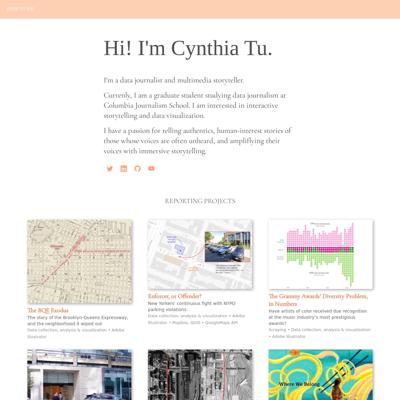 Hi! I'm Cynthia Tu.
I'm a data journalist and multimedia storyteller.
Currently, I am a graduate student studying data journalism at
Columbia Journalism School. I am interested in interactive
storytelling and data visualization.
I have a passion for telling authentics, human-interest stories of
those whose voices are often unheard, and ampliflying their
voices with immersive storytelling.
REPORTING PROJECTS
The BQE Exodus
The story of the Brooklyn-Queens Expressway,
and the neighborhood it wiped out
Data collection, analysis & visualization • Adobe
Illustrator
Enforcer, or Offender?
New Yorkers' continuous fight with NYPD
parking violations.
Data collection, analysis & visualization • Adobe
Illustrator • Mapbox, QGIS • GoogleMaps API
The Grammy Awards' Diversity Problem,
in Numbers
Have artists of color received due recognition
at the music industry's most prestigious
awards?
Scraping • Data collection, analysis & visualization
• Adobe Illustrator
Where We Belong